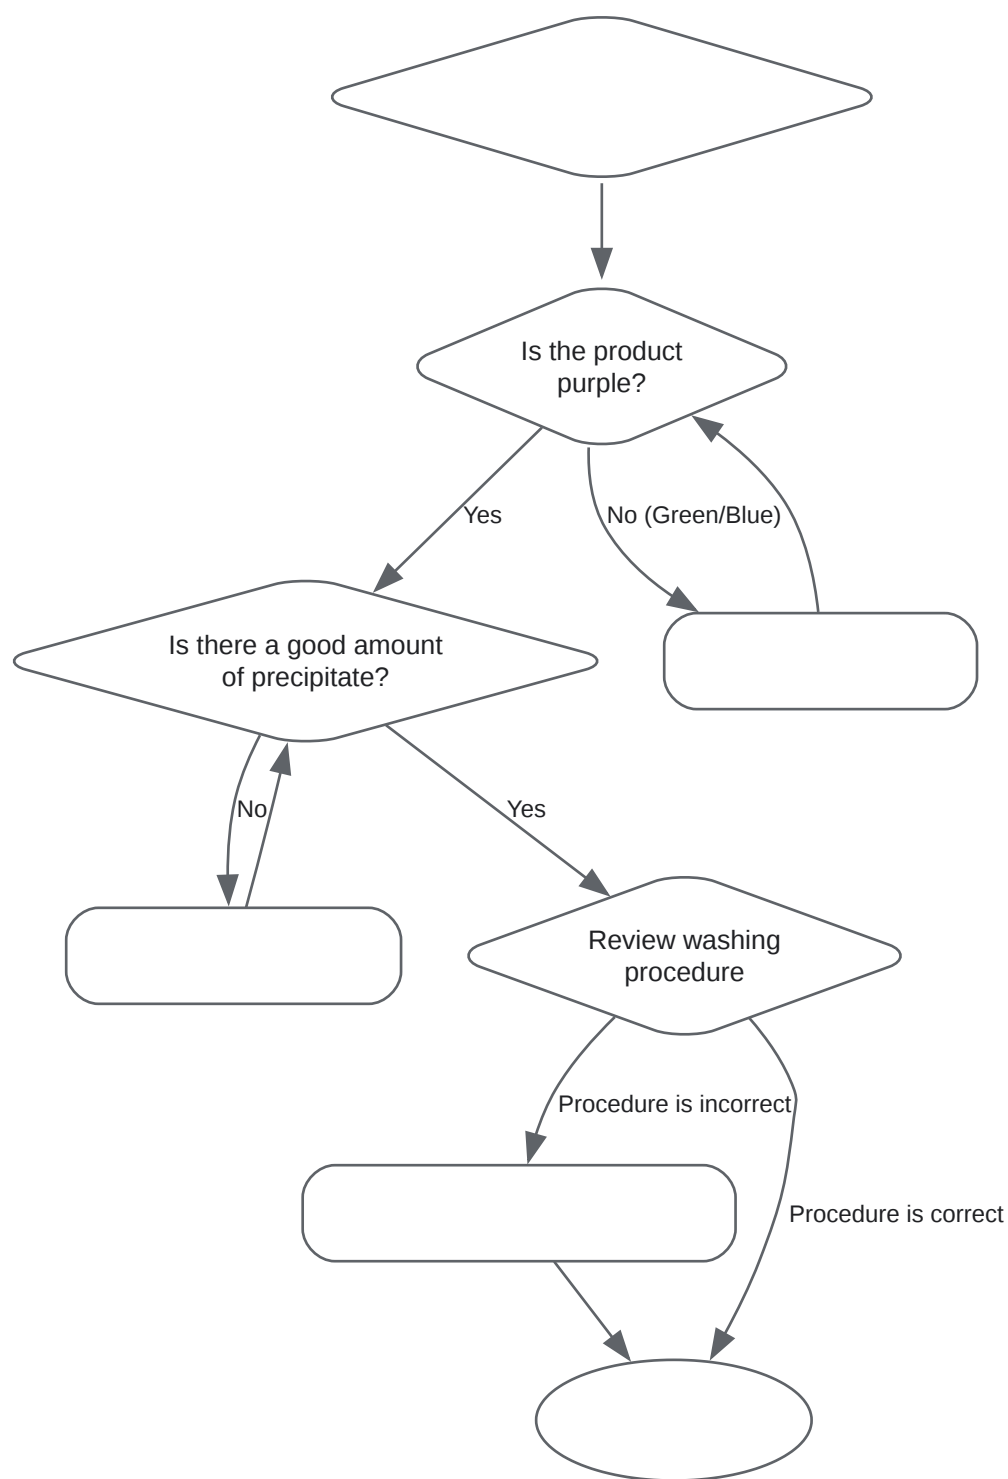 Is the product
purple?
Yes
No (Green/Blue)
Is there a good amount
of precipitate?
No
Yes
Review washing
procedure
Procedure is incorrect
Procedure is correct